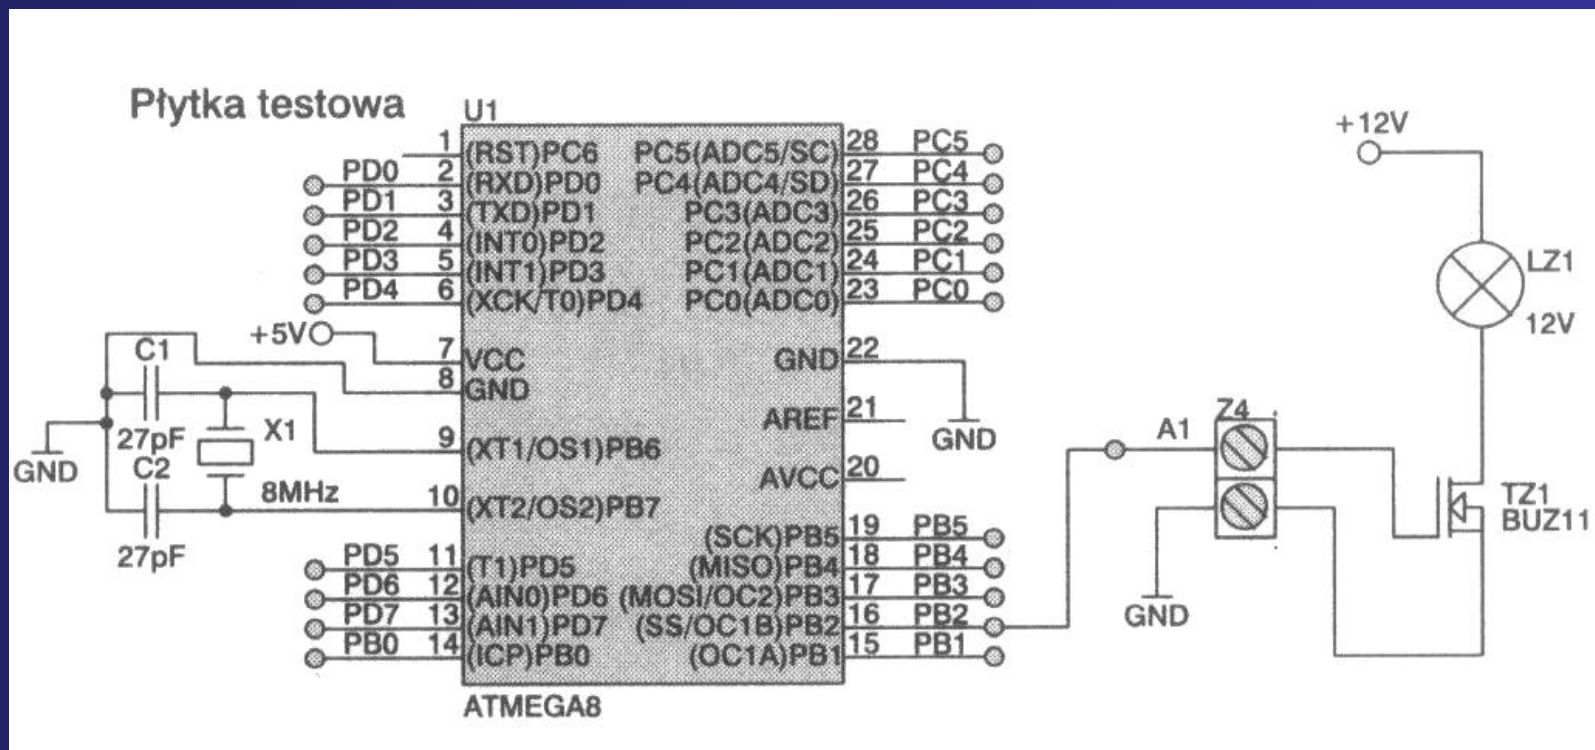 Płytka testowa
U1
1 (RST)PC6
PD0 2 (RXD)PD0
PD1 3 (TXD)PD1
PD2 4 (INT0)PD2
PD3 5 (INT1)PD3
PD4 6 (XCK/T0)PD4
+5V 7 VCC
8 GND
C1
27pF
X1
9 (XT1/OS1)PB6
GND
C2
8MHz
10 (XT2/OS2)PB7
27pF
PD5 11 (T1)PD5
PD6 12 (AIN0)PD6
PD7 13 (AIN1)PD7
PB0 14 (ICP)PB0
PC5(ADC5/SC) 28 PC5
PC4(ADC4/SD) 27 PC4
PC3(ADC3) 26 PC3
PC2(ADC2) 25 PC2
PC1(ADC1) 24 PC1
PC0(ADC0) 23 PC0
GND 22
GND
AREF 21
AVCC 20
(SCK)PB5 19 PB5
(MISO)PB4 18 PB4
(MOSI/OC2)PB3 17 PB3
(SS/OC1B)PB2 16 PB2
(OC1A)PB1 15 PB1
ATMEGA8
A1
Z4
GND
+12V
LZ1
12V
TZ1
BUZ11